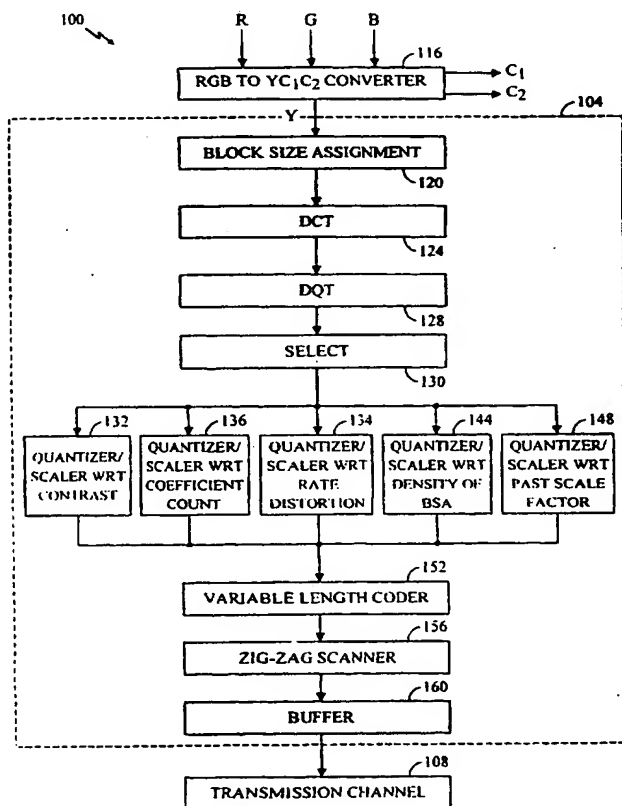 100
R G B
116
RGB TO YC1C2 CONVERTER
C1
C2
Y
104
BLOCK SIZE ASSIGNMENT
120
DCT
124
DQT
128
SELECT
130
132
QUANTIZER/
SCALER WRT
CONTRAST
136
QUANTIZER/
SCALER WRT
COEFFICIENT
COUNT
134
QUANTIZER/
SCALER WRT
RATE
DISTORTION
144
QUANTIZER/
SCALER WRT
DENSITY OF
BSA
148
QUANTIZER/
SCALER WRT
PAST SCALE
FACTOR
152
VARIABLE LENGTH CODER
156
ZIG-ZAG SCANNER
160
BUFFER
108
TRANSMISSION CHANNEL